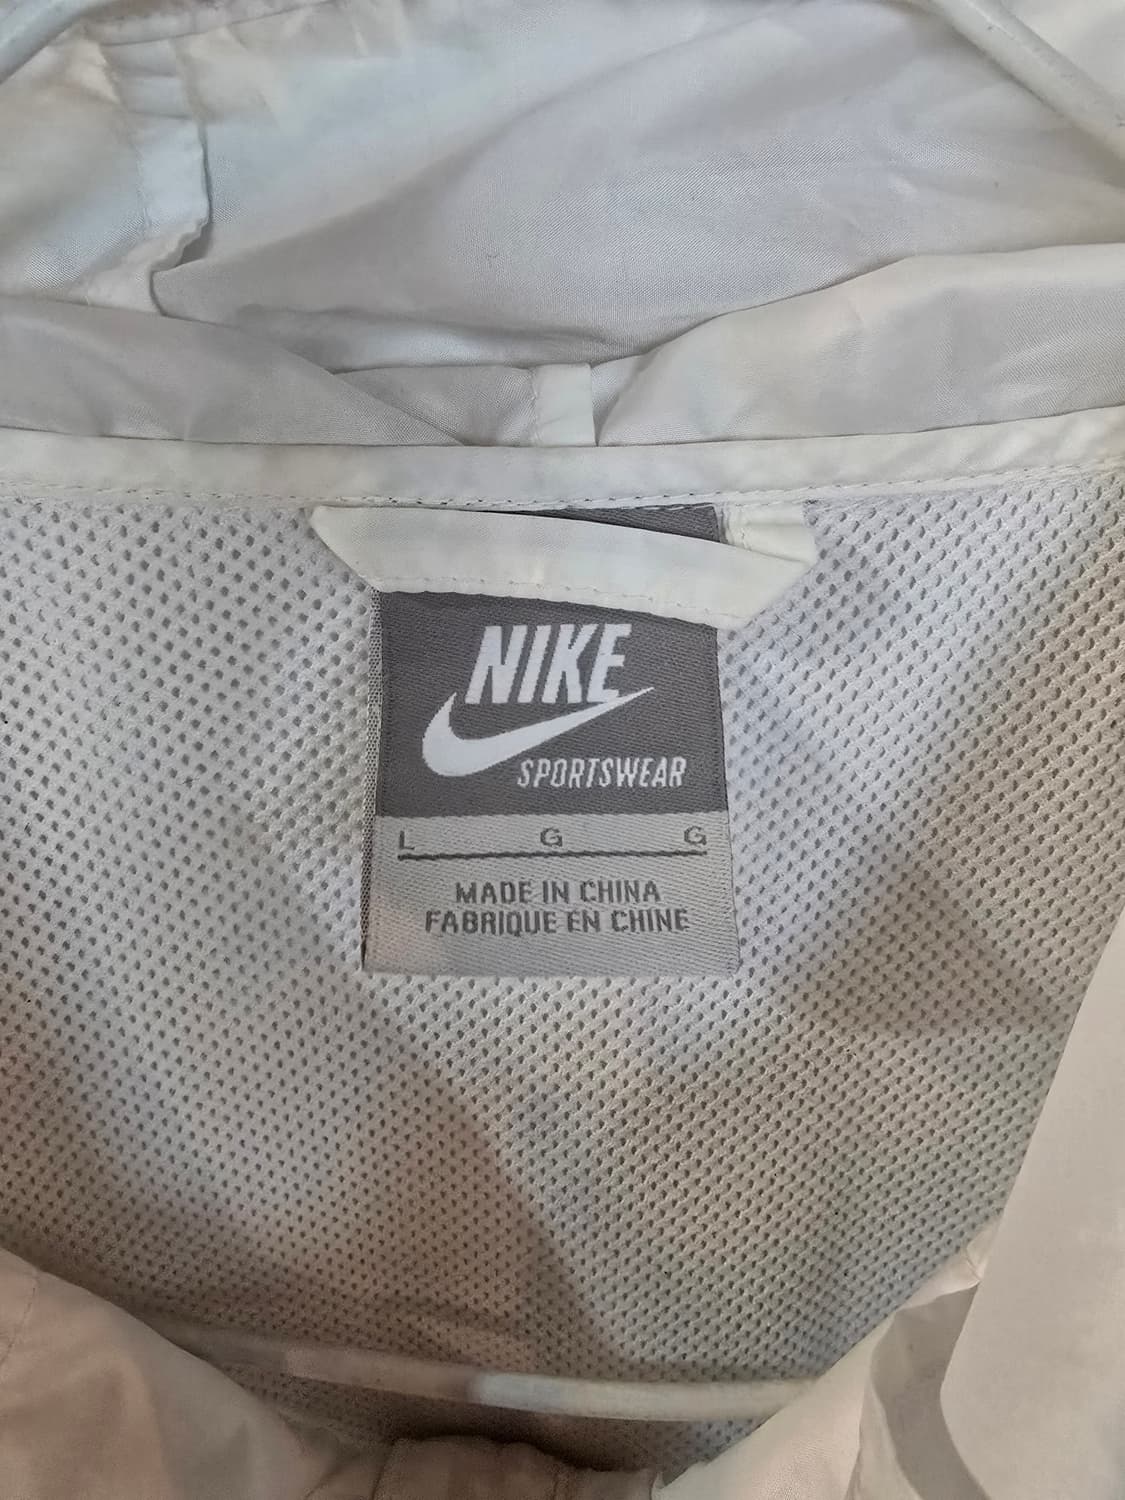 NIKE
SPORTSWEAR
L G G
MADE IN CHINA
FABRIQUE EN CHINE